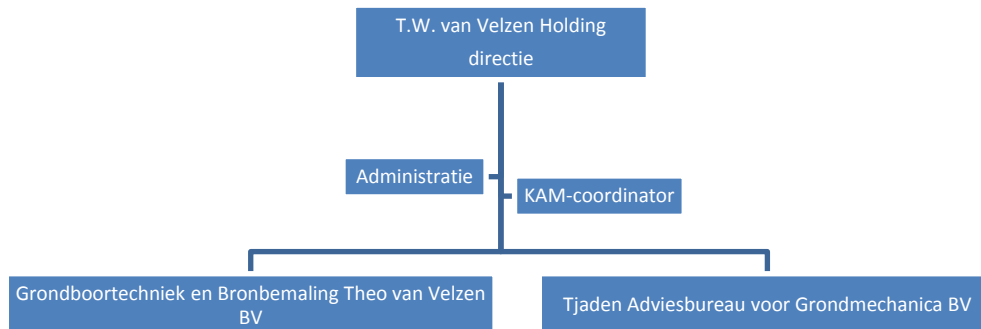 T.W. van Velzen Holding
directie
Administratie
KAM-coordinator
Grondboortechniek en Bronbemaling Theo van Velzen
BV
Tjaden Adviesbureau voor Grondmechanica BV